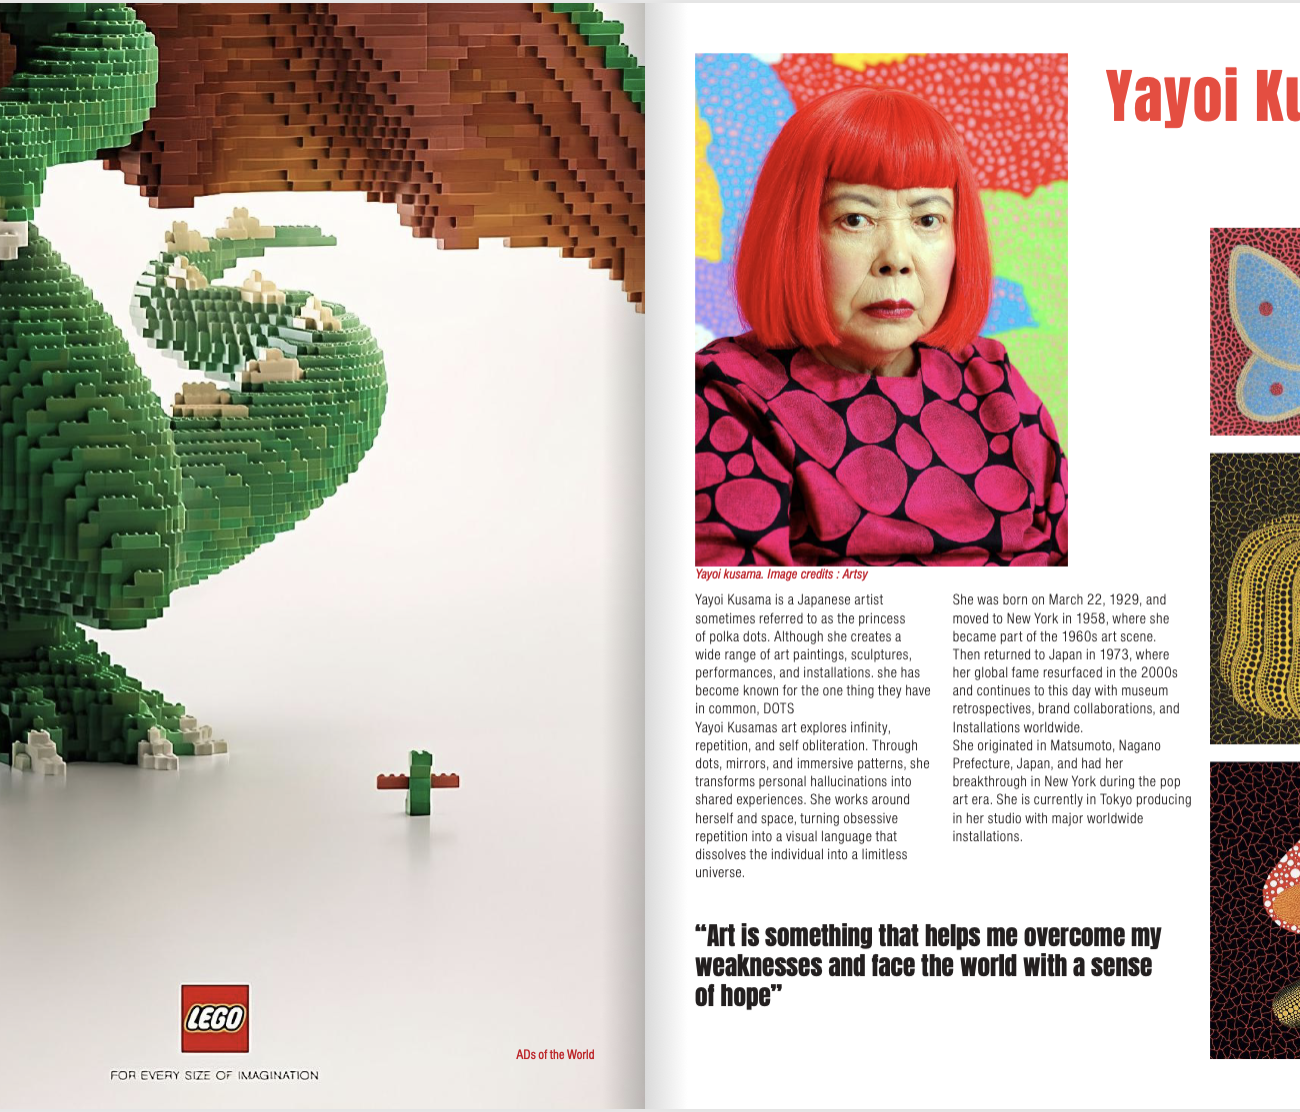 LEGO
FOR EVERY SIZE OF IMAGINATION
ADs of the World
Yayoi Ku
Yayoi kusama. Image credits : Artsy
Yayoi Kusama is a Japanese artist
sometimes referred to as the princess
of polka dots. Although she creates a
wide range of art paintings, sculptures,
performances, and installations. she has
become known for the one thing they have
in common, DOTS
Yayoi Kusamas art explores infinity,
repetition, and self obliteration. Through
dots, mirrors, and immersive patterns, she
transforms personal hallucinations into
shared experiences. She works around
herself and space, turning obsessive
repetition into a visual language that
dissolves the individual into a limitless
universe.
She was born on March 22, 1929, and
moved to New York in 1958, where she
became part of the 1960s art scene.
Then returned to Japan in 1973, where
her global fame resurfaced in the 2000s
and continues to this day with museum
retrospectives, brand collaborations, and
Installations worldwide.
She originated in Matsumoto, Nagano
Prefecture, Japan, and had her
breakthrough in New York during the pop
art era. She is currently in Tokyo producing
in her studio with major worldwide
installations.
“Art is something that helps me overcome my
weaknesses and face the world with a sense
of hope”